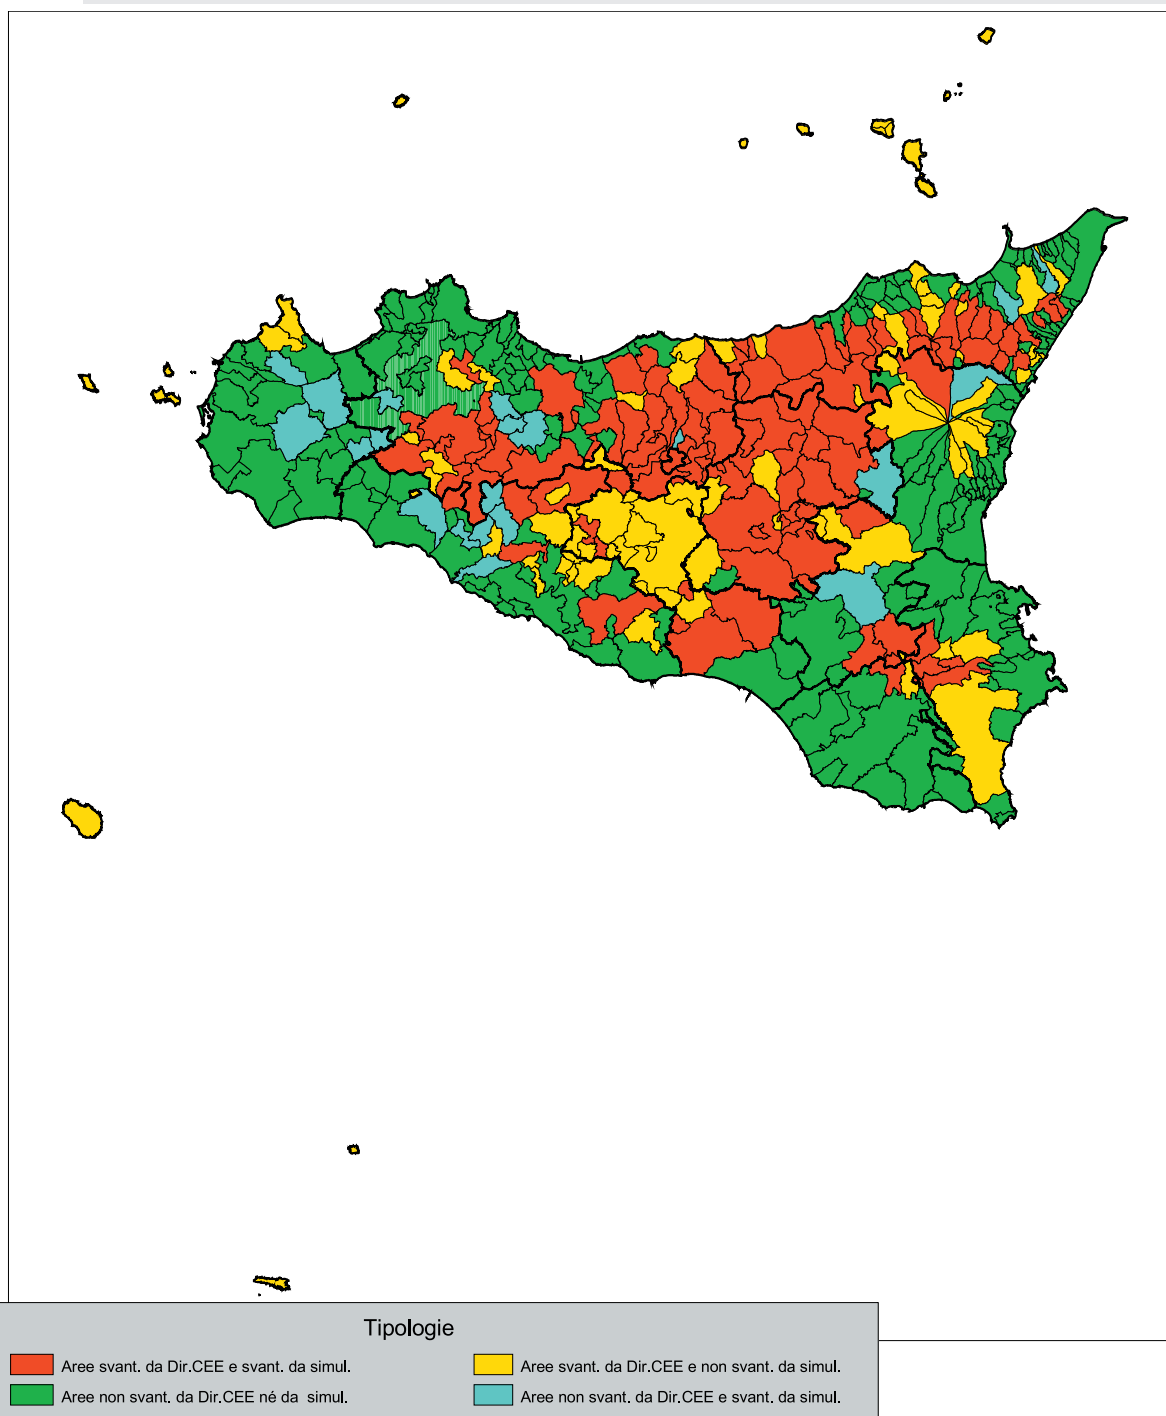 Tipologie
Aree svant. da Dir.CEE e svant. da simul.
Aree svant. da Dir.CEE e non svant. da simul.
Aree non svant. da Dir.CEE né da simul.
Aree non svant. da Dir.CEE e svant. da simul.